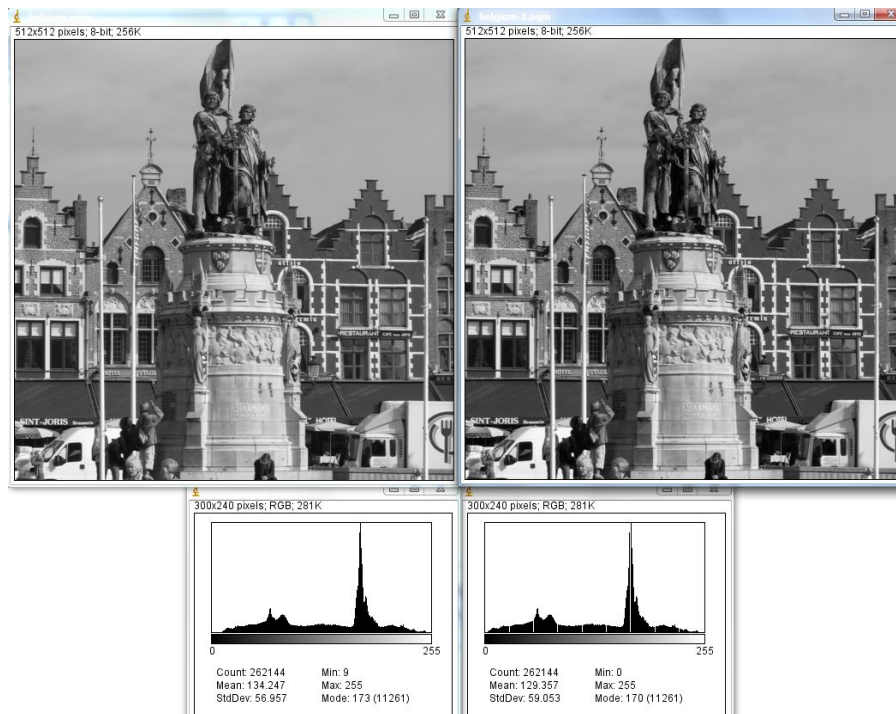 belgium-1.pgm
512x512 pixels; 8-bit; 256K
512x512 pixels; 8-bit; 256K
RESTAURANT
RESTAURANT
SINT-JORIS
HOTEL
SINT-JORIS
HOTEL
300x240 pixels; RGB; 281K
300x240 pixels; RGB; 281K
0
255
0
255
Count: 262144
Min: 9
Count: 262144
Min: 0
Mean: 134.247
Max: 255
Mean: 129.357
Max: 255
StdDev: 56.957
Mode: 173 (11261)
StdDev: 59.053
Mode: 170 (11261)